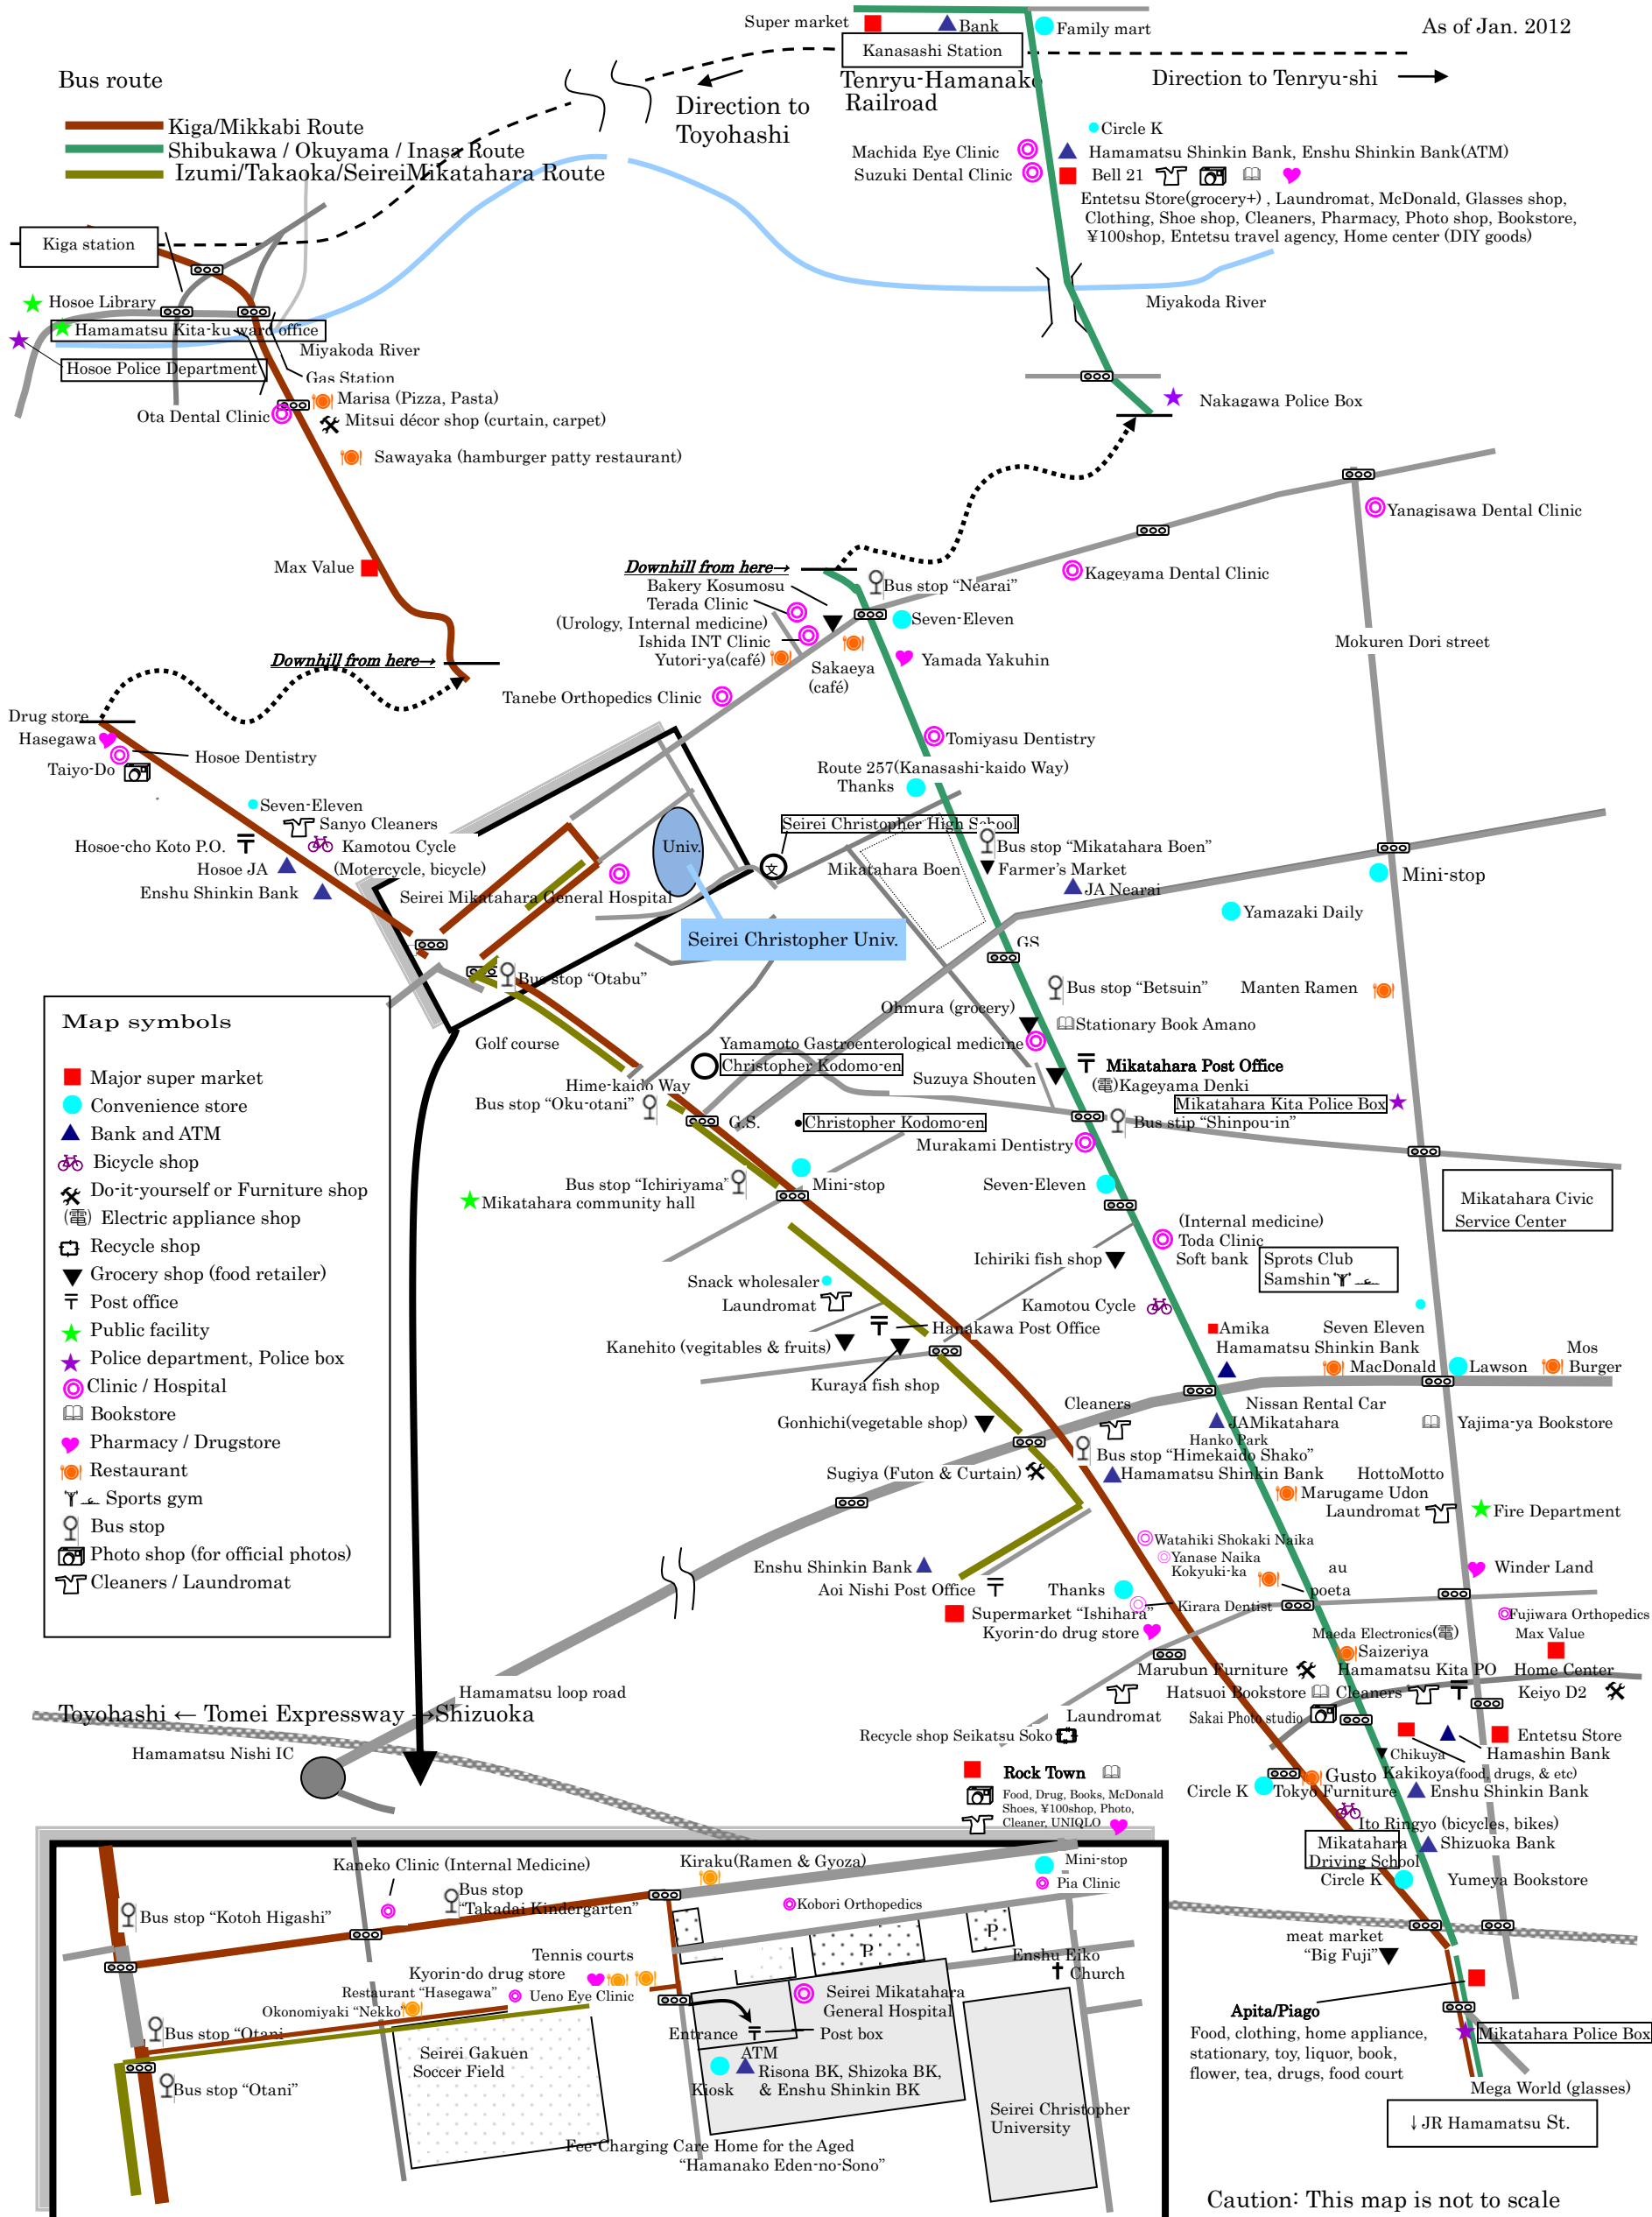 Super market
Bank
Family mart
As of Jan. 2012
Kanasashi Station
Bus route
Tenryu-Hamanako
Railroad
Direction to
Toyohashi
Direction to Tenryu-shi
Kiga/Mikkabi Route
Shibukawa / Okuyama / Inasa Route
Izumi/Takaoka/SeireiMikatahara Route
Circle K
Machida Eye Clinic
Hamamatsu Shinkin Bank, Enshu Shinkin Bank(ATM)
Suzuki Dental Clinic
Bell 21
Entetsu Store(grocery+) , Laundromat, McDonald, Glasses shop,
Clothing, Shoe shop, Cleaners, Pharmacy, Photo shop, Bookstore,
¥100shop, Entetsu travel agency, Home center (DIY goods)
Kiga station
Hosoe Library
Miyakoda River
Hamamatsu Kita-ku ward office
Miyakoda River
Hosoe Police Department
Gas Station
Marisa (Pizza, Pasta)
Ota Dental Clinic
Mitsui décor shop (curtain, carpet)
Nakagawa Police Box
Sawayaka (hamburger patty restaurant)
Yanagisawa Dental Clinic
Max Value
Downhill from here→
Kageyama Dental Clinic
Bakery Kosumosu
Bus stop “Nearai”
Terada Clinic
(Urology, Internal medicine)
Seven-Eleven
Ishida INT Clinic
Mokuren Dori street
Yutori-ya(café)
Sakaeya
(café)
Yamada Yakuhin
Downhill from here→
Tanebe Orthopedics Clinic
Drug store
Hasegawa
Hosoe Dentistry
Tomiyasu Dentistry
Taiyo-Do
Route 257(Kanasashi-kaido Way)
Thanks
Seven-Eleven
Sanyo Cleaners
Seirei Christopher High School
Hosoe-cho Koto P.O.
Kamotou Cycle
(Motercycle, bicycle)
Univ.
Bus stop “Mikatahara Boen”
Hosoe JA
文
Mikatahara Boen
Farmer's Market
Mini-stop
Enshu Shinkin Bank
JA Nearai
Seirei Mikatahara General Hospital
Yamazaki Daily
Seirei Christopher Univ.
GS
Bus stop “Otabu”
Bus stop “Betsuin”
Manten Ramen
Ohmura (grocery)
Stationary Book Amano
Map symbols
Golf course
Yamamoto Gastroenterological medicine
Christopher Kodomo-en
Mikatahara Post Office
Major super market
Suzuya Shouten
Hime-kaido Way
(電)Kageyama Denki
Convenience store
Bus stop “Oku-otani”
Mikatahara Kita Police Box
Bank and ATM
G.S.
Christopher Kodomo-en
Bus stip “Shinpou-in”
Bicycle shop
Murakami Dentistry
Do-it-yourself or Furniture shop
Bus stop “Ichiriyama”
Mini-stop
Seven-Eleven
Mikatahara community hall
Mikatahara Civic
Service Center
(電) Electric appliance shop
(Internal medicine)
Toda Clinic
Recycle shop
Soft bank
Ichiriki fish shop
Sprots Club
Samshin
Grocery shop (food retailer)
Snack wholesaler
Post office
Laundromat
Kamotou Cycle
Public facility
Hanakawa Post Office
Amika
Seven Eleven
Police department, Police box
Kanehito (vegitables & fruits)
Hamamatsu Shinkin Bank
Mos
Burger
MacDonald
Lawson
Clinic / Hospital
Kuraya fish shop
Bookstore
Cleaners
Nissan Rental Car
Gonhichi(vegetable shop)
JAMikatahara
Yajima-ya Bookstore
Pharmacy / Drugstore
Hanko Park
Bus stop “Himekaido Shako”
Restaurant
Sugiya (Futon & Curtain)
Hamamatsu Shinkin Bank
HottoMotto
Sports gym
Marugame Udon
Laundromat
Fire Department
Bus stop
Watahiki Shokaki Naika
Photo shop (for official photos)
Yanase Naika
Kokyuki-ka
au
Winder Land
Cleaners / Laundromat
Enshu Shinkin Bank
Aoi Nishi Post Office
Thanks
poeta
Supermarket “Ishihara”
Kirara Dentist
Fujiwara Orthopedics
Kyorin-do drug store
Maeda Electronics(電)
Max Value
Saizeriya
Marubun Furniture
Hamamatsu Kita PO
Home Center
Hamamatsu loop road
Hatsuoi Bookstore
Cleaners
Keiyo D2
Toyohashi ← Tomei Expressway →Shizuoka
Laundromat
Sakai Photo studio
Recycle shop Seikatsu Soko
Entetsu Store
Hamamatsu Nishi IC
Chikuya
Hamashin Bank
Rock Town
Gusto
Kakikoya(food, drugs, & etc)
Food, Drug, Books, McDonald
Shoes, ¥100shop, Photo,
Cleaner, UNIQLO
Circle K
Tokyo Furniture
Enshu Shinkin Bank
Ito Ringyo (bicycles, bikes)
Mikatahara
Driving School
Shizuoka Bank
Circle K
Yumeya Bookstore
Kaneko Clinic (Internal Medicine)
Kiraku(Ramen & Gyoza)
Mini-stop
Pia Clinic
Bus stop
“Takadai Kindergarten”
Kobori Orthopedics
Bus stop “Kotoh Higashi”
meat market
“Big Fuji”
P
P
Tennis courts
Enshu Eiko
Church
Kyorin-do drug store
Restaurant “Hasegawa”
Ueno Eye Clinic
Seirei Mikatahara
General Hospital
Okonomiyaki “Nekko”
Apita/Piago
Bus stop “Otani
Entrance
Post box
Food, clothing, home appliance,
stationary, toy, liquor, book,
flower, tea, drugs, food court
Mikatahara Police Box
Seirei Gakuen
Soccer Field
ATM
Kiosk
Risona BK, Shizoka BK,
& Enshu Shinkin BK
Bus stop “Otani”
Mega World (glasses)
Seirei Christopher
University
↓JR Hamamatsu St.
Fee-Charging Care Home for the Aged
“Hamanako Eden-no-Sono”
Caution: This map is not to scale